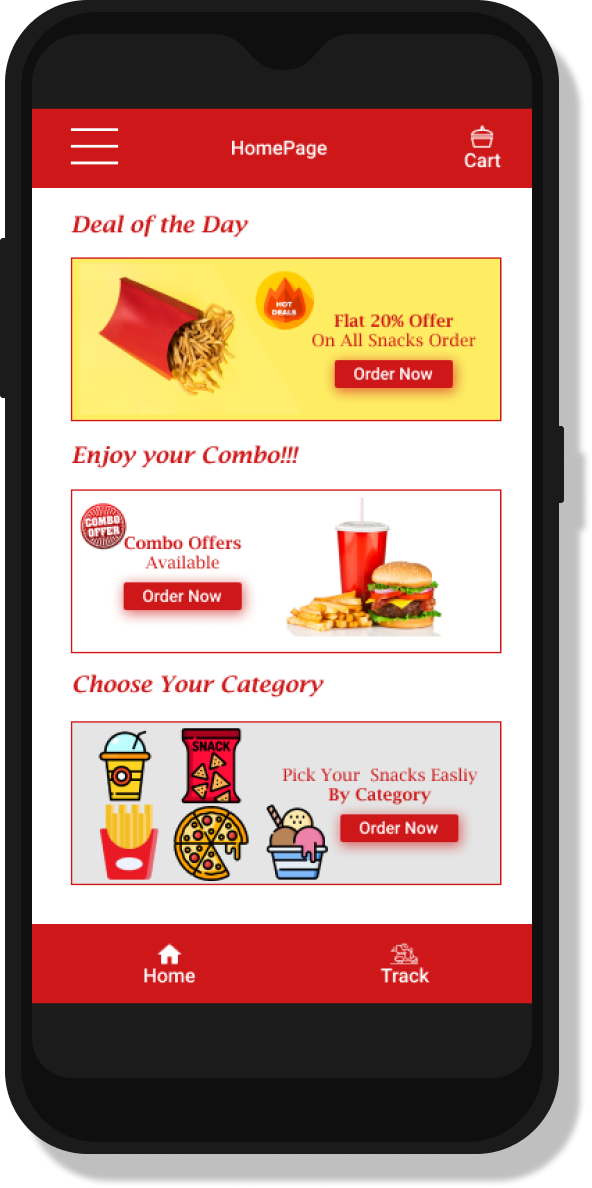 HomePage
Cart
Deal of the Day
HOT
DEALS
Flat 20% Offer
On All Snacks Order
Order Now
Enjoy your Combo!!!
COMBO
OFFER
Combo Offers
Available
Order Now
Choose Your Category
SNACK
Pick Your  Snacks Easliy
By Category
Order Now
Home
Track